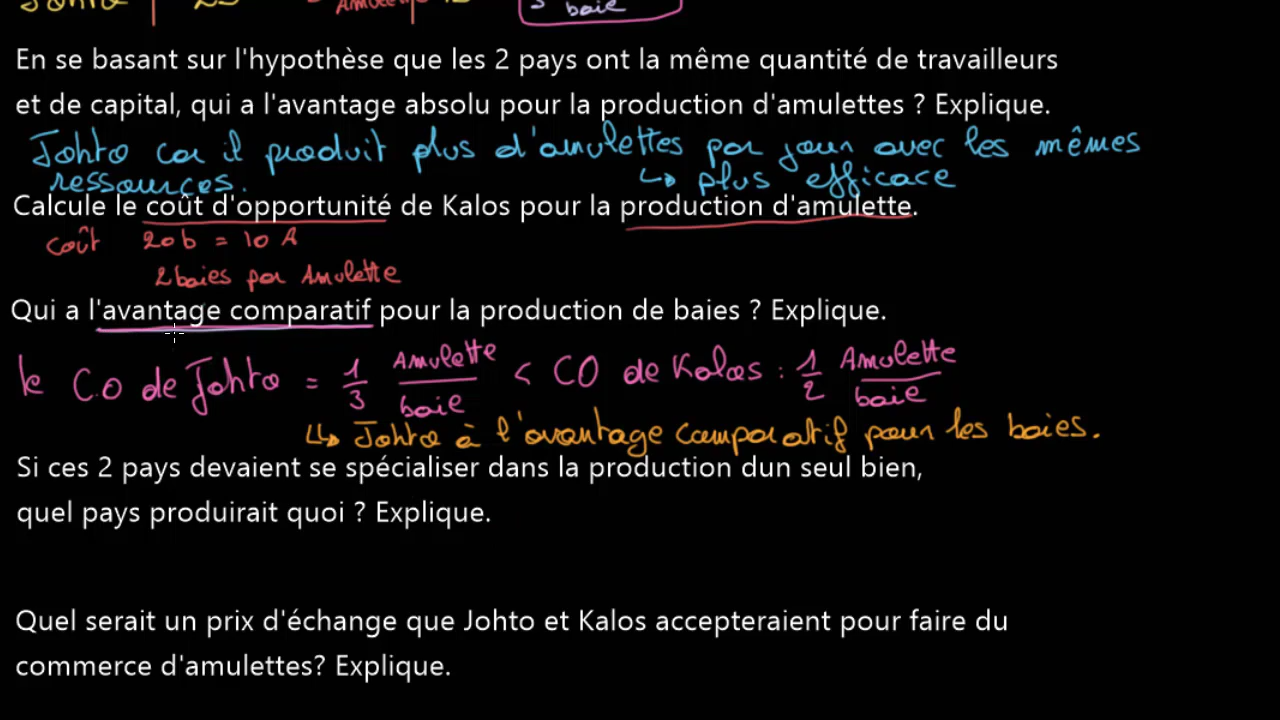 baie
En se basant sur l'hypothèse que les 2 pays ont la même quantité de travailleurs
et de capital, qui a l'avantage absolu pour la production d'amulettes ? Explique.
Johto car il produit plus d'amulettes par jour avec les mêmes
ressources. ↳ plus efficace
Calcule le coût d'opportunité de Kalos pour la production d'amulette.
coût 20b = 10 A
2 baies par Amulette
Qui a l'avantage comparatif pour la production de baies ? Explique.
le C.O de Johto = 1/3 Amulette/baie < CO de Kalos : 1/2 Amulette/baie
↳ Johto à l'avantage comparatif pour les baies.
Si ces 2 pays devaient se spécialiser dans la production dun seul bien,
quel pays produirait quoi ? Explique.
Quel serait un prix d'échange que Johto et Kalos accepteraient pour faire du
commerce d'amulettes? Explique.